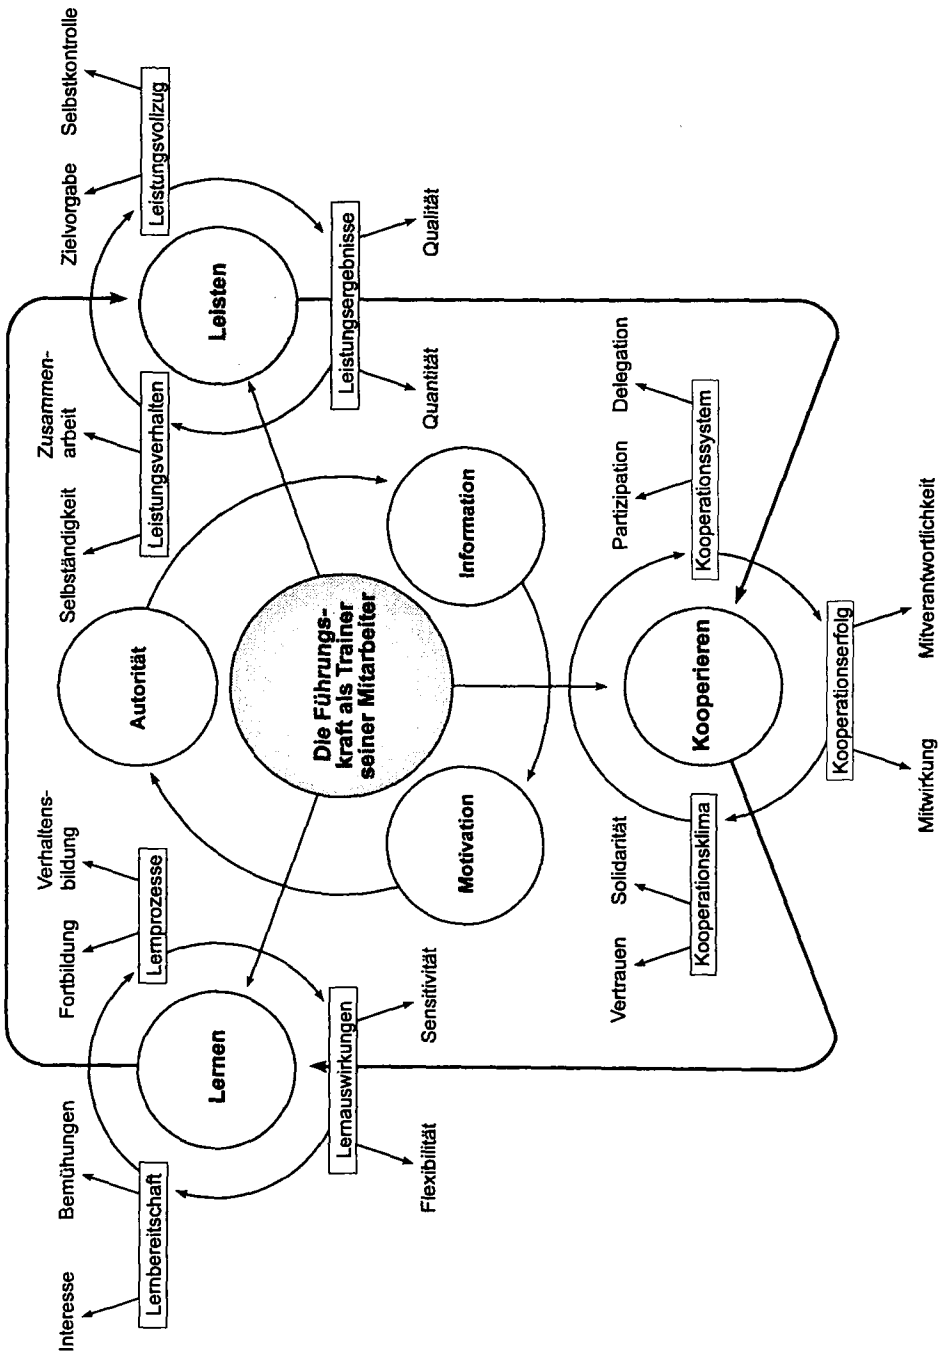 Interesse
Bemühungen
Fortbildung
Verhaltens-
bildung
Selbständigkeit
Zusammen-
arbeit
Zielvorgabe
Selbstkontrolle
Lernbereitschaft
Lernprozesse
Autorität
Leistungsverhalten
Leistungsvollzug
Lernen
Leisten
Die Führungs-
kraft als Trainer
seiner Mitarbeiter
Lernauswirkungen
Leistungsergebnisse
Flexibilität
Sensitivität
Quantität
Qualität
Motivation
Information
Vertrauen
Solidarität
Partizipation
Delegation
Kooperationsklima
Kooperieren
Kooperationssystem
Kooperationserfolg
Mitwirkung
Mitverantwortlichkeit